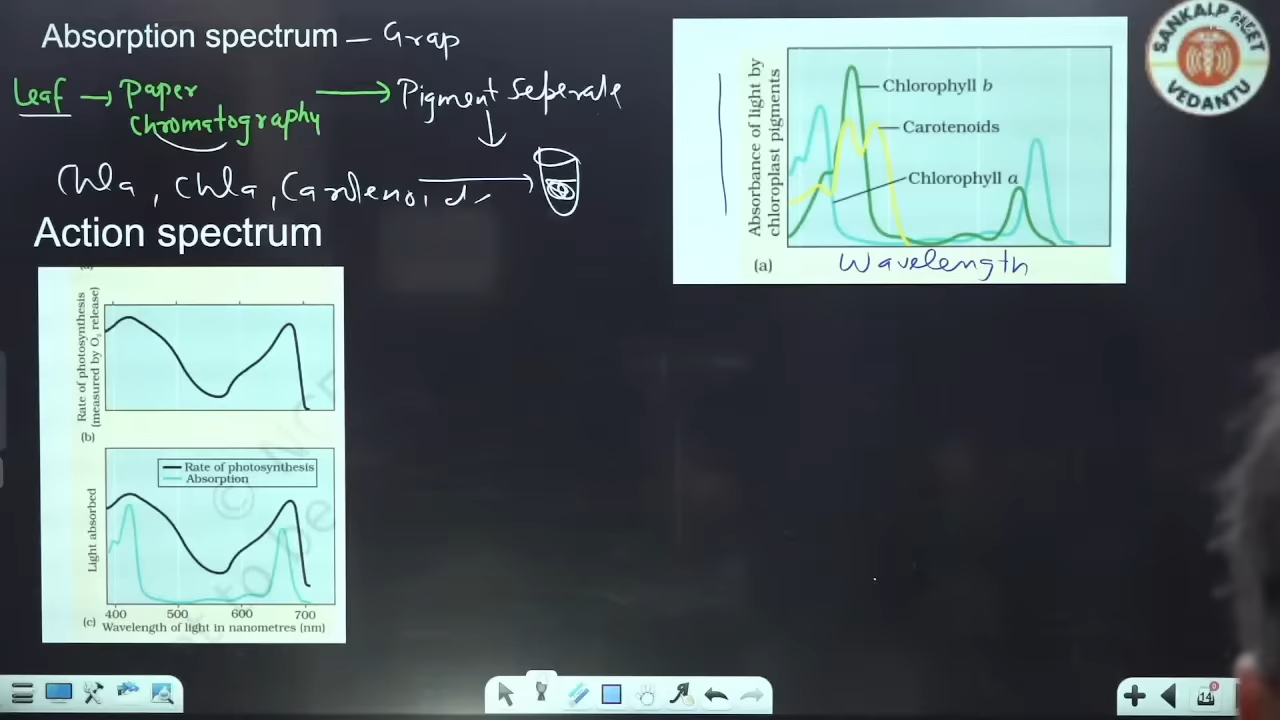 Absorption spectrum – Grap
Leaf → Paper Chromatography → Pigment Seperate
Chla, Chla, Cardenoids
Action spectrum
Rate of photosynthesis
(measured by O₂ release)
(b)
Rate of photosynthesis
Absorption
Light absorbed
400 500 600 700
(c) Wavelength of light in nanometres (nm)
Absorbance of light by
chloroplast pigments
Chlorophyll b
Carotenoids
Chlorophyll a
(a) Wavelength
SANKALP
VEDANTU
14